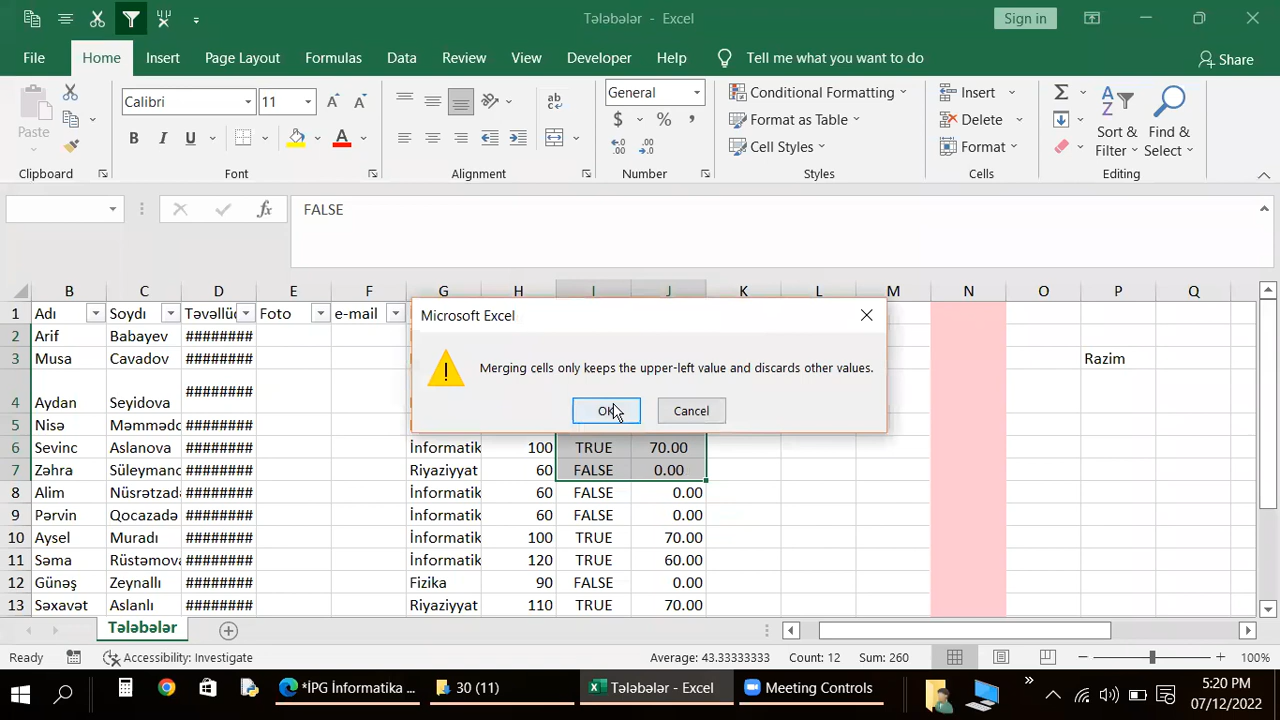 Tələbələr - Excel
Sign in
File Home Insert Page Layout Formulas Data Review View Developer Help Tell me what you want to do Share
Paste
Calibri 11
B I U A
General
$ % ,
Conditional Formatting
Format as Table
Cell Styles
Insert
Delete
Format
Sort & Filter
Find & Select
Clipboard Font Alignment Number Styles Cells Editing
fx FALSE
B C D E F G H I J K L M N O P Q
1 Adı Soydı Təvəllüd Foto e-mail
2 Arif Babayev ########
3 Musa Cavadov ######## Razim
4 Aydan Seyidova ########
5 Nisə Məmmədo ########
6 Sevinc Aslanova ######## İnformatik 100 TRUE 70.00
7 Zəhra Süleymano ######## Riyaziyyat 60 FALSE 0.00
8 Alim Nüsrətzadə ######## İnformatik 60 FALSE 0.00
9 Pərvin Qocazadə ######## İnformatik 60 FALSE 0.00
10 Aysel Muradı ######## İnformatik 100 TRUE 70.00
11 Səma Rüstəmova ######## İnformatik 120 TRUE 60.00
12 Günəş Zeynallı ######## Fizika 90 FALSE 0.00
13 Səxavət Aslanlı ######## Riyaziyyat 110 TRUE 70.00
Microsoft Excel
Merging cells only keeps the upper-left value and discards other values.
OK Cancel
Tələbələr
Ready Accessibility: Investigate Average: 43.33333333 Count: 12 Sum: 260 100%
*İPG İnformatika ... 30 (11) Tələbələr - Excel Meeting Controls
5:20 PM
07/12/2022